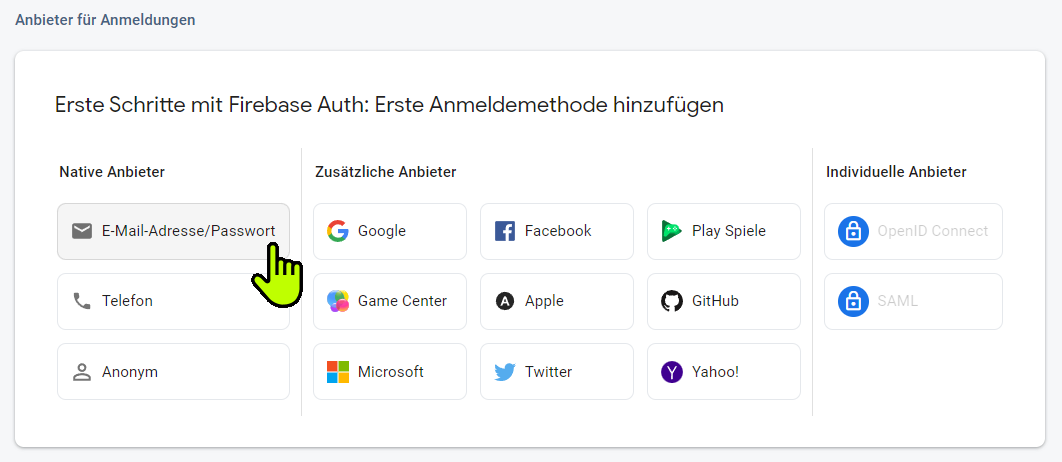 Anbieter für Anmeldungen
Erste Schritte mit Firebase Auth: Erste Anmeldemethode hinzufügen
Native Anbieter
E-Mail-Adresse/Passwort
Telefon
Anonym
Zusätzliche Anbieter
Google
Facebook
Play Spiele
Game Center
Apple
GitHub
Microsoft
Twitter
Yahoo!
Individuelle Anbieter
OpenID Connect
SAML